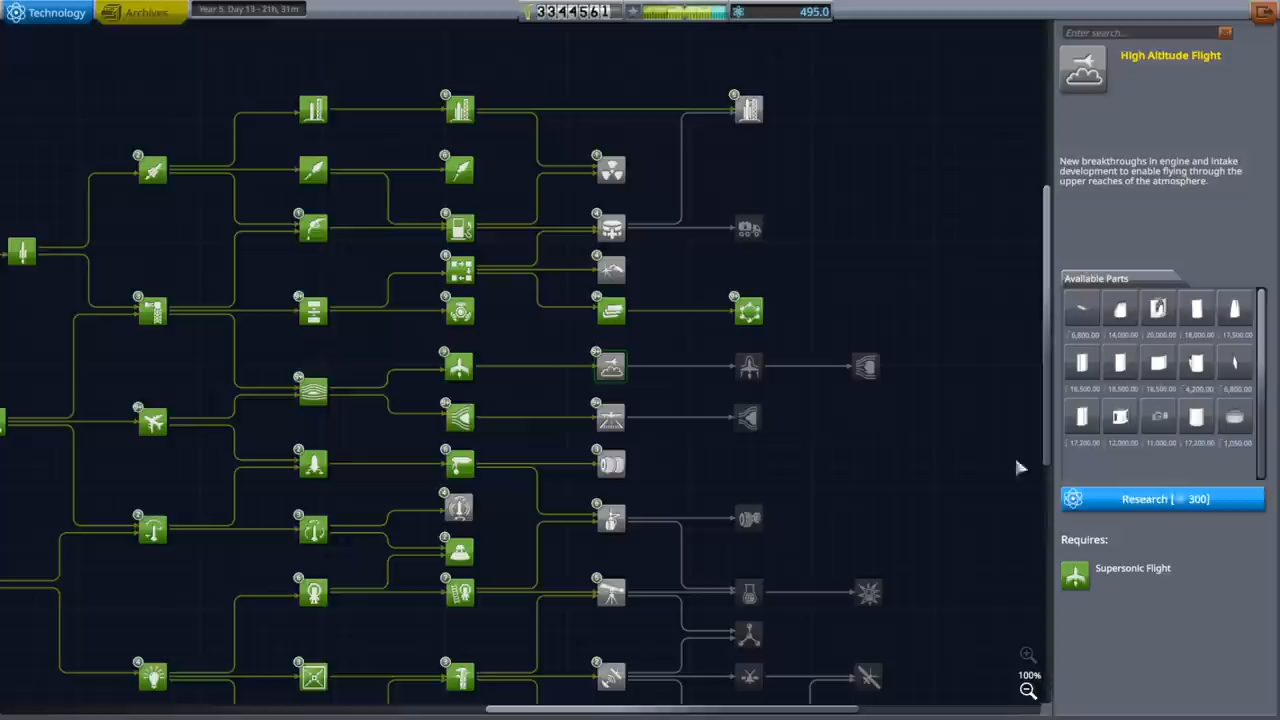 Technology
Archives
Year 5, Day 13 - 21h, 31m
3344561
495.0
Enter search...
High Altitude Flight
New breakthroughs in engine and intake
development to enable flying through the
upper reaches of the atmosphere.
Available Parts
6,800.00 14,000.00 20,000.00 18,000.00 17,500.00
16,500.00 18,500.00 16,500.00 4,200.00 6,800.00
17,200.00 12,000.00 11,000.00 17,200.00 1,050.00
Research [ 300]
Requires:
Supersonic Flight
100%